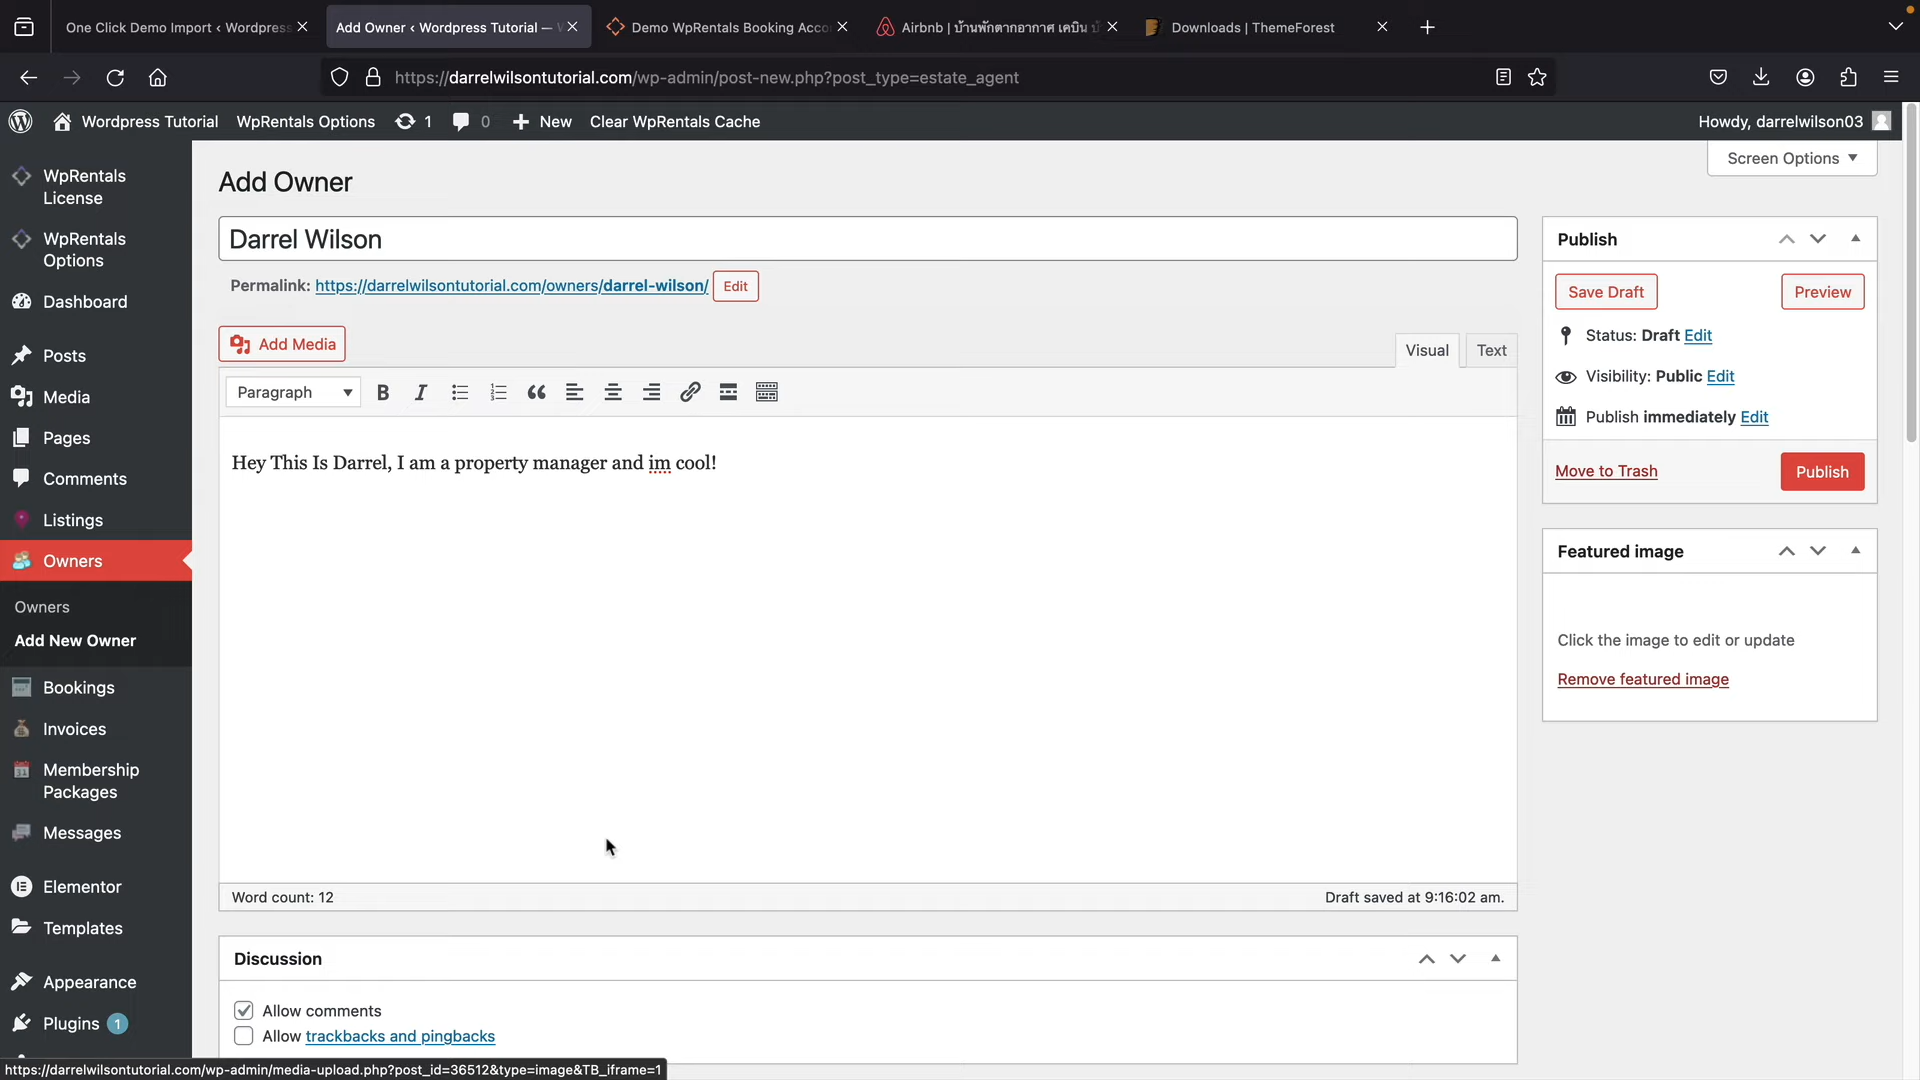 One Click Demo Import ‹ Wordpress
Add Owner ‹ Wordpress Tutorial —
Demo WpRentals Booking Acco
Airbnb | บ้านพักตากอากาศ เคบิน บ้
Downloads | ThemeForest
https://darrelwilsontutorial.com/wp-admin/post-new.php?post_type=estate_agent
Wordpress Tutorial
WpRentals Options
1
0
New
Clear WpRentals Cache
Howdy, darrelwilson03
WpRentals License
WpRentals Options
Dashboard
Posts
Media
Pages
Comments
Listings
Owners
Owners
Add New Owner
Bookings
Invoices
Membership Packages
Messages
Elementor
Templates
Appearance
Plugins 1
Screen Options
Add Owner
Darrel Wilson
Permalink: https://darrelwilsontutorial.com/owners/darrel-wilson/ Edit
Add Media
Visual Text
Paragraph
Hey This Is Darrel, I am a property manager and im cool!
Word count: 12
Draft saved at 9:16:02 am.
Discussion
Allow comments
Allow trackbacks and pingbacks
Publish
Save Draft
Preview
Status: Draft Edit
Visibility: Public Edit
Publish immediately Edit
Move to Trash
Publish
Featured image
Click the image to edit or update
Remove featured image
https://darrelwilsontutorial.com/wp-admin/media-upload.php?post_id=36512&type=image&TB_iframe=1